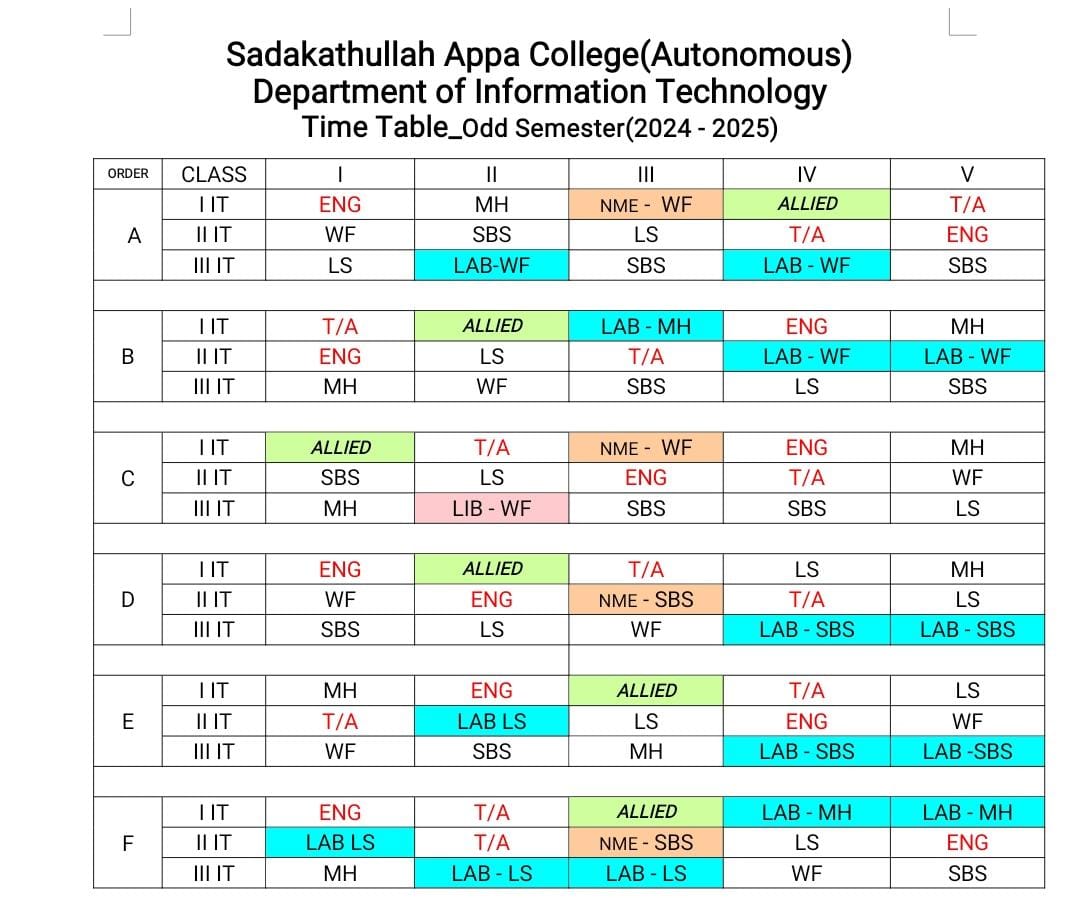 Sadakathullah Appa College(Autonomous)
Department of Information Technology
Time Table_Odd Semester(2024 - 2025)
ORDER CLASS I II III IV V
I IT ENG MH NME - WF ALLIED T/A
A II IT WF SBS LS T/A ENG
III IT LS LAB-WF SBS LAB - WF SBS
I IT T/A ALLIED LAB - MH ENG MH
B II IT ENG LS T/A LAB - WF LAB - WF
III IT MH WF SBS LS SBS
I IT ALLIED T/A NME - WF ENG MH
C II IT SBS LS ENG T/A WF
III IT MH LIB - WF SBS SBS LS
I IT ENG ALLIED T/A LS MH
D II IT WF ENG NME - SBS T/A LS
III IT SBS LS WF LAB - SBS LAB - SBS
I IT MH ENG ALLIED T/A LS
E II IT T/A LAB LS LS ENG WF
III IT WF SBS MH LAB - SBS LAB -SBS
I IT ENG T/A ALLIED LAB - MH LAB - MH
F II IT LAB LS T/A NME - SBS LS ENG
III IT MH LAB - LS LAB - LS WF SBS